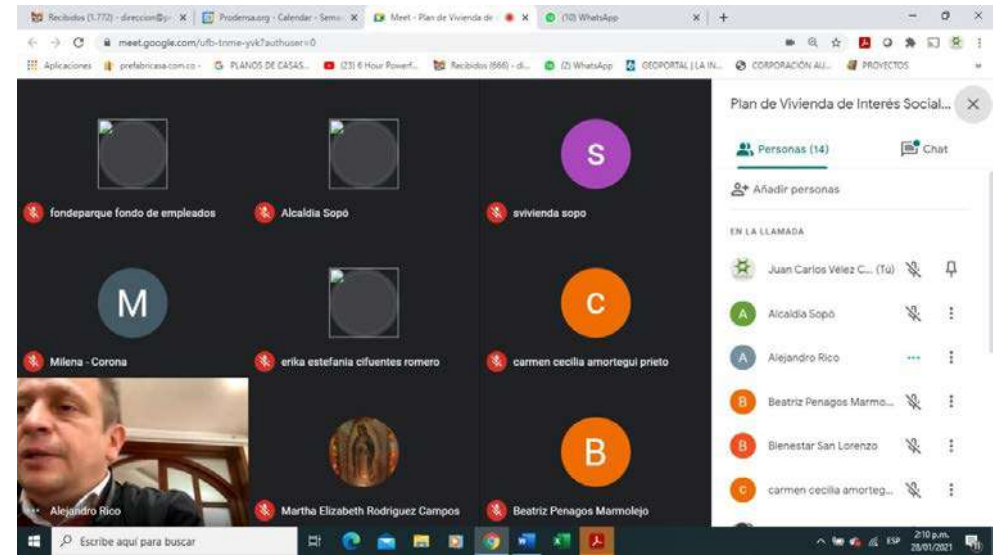 Recibidos (1.772) - direccion@y-
Prodensa.org - Calendar - Sema
Meet - Plan de Vivienda de
(10) WhatsApp
meet.google.com/ufb-tnme-yvk?authuser=0
Aplicaciones
prefabricasa.com.co -
PLANOS DE CASAS...
(23) 6 Hour Powerf...
Recibidos (666) - di...
(2) WhatsApp
GEOPORTAL | LA IN...
CORPORACIÓN AU...
PROYECTOS
Plan de Vivienda de Interés Social...
Personas (14)
Chat
Añadir personas
EN LA LLAMADA
Juan Carlos Vélez C... (Tú)
A
Alcaldia Sopó
A
Alejandro Rico
B
Beatriz Penagos Marmo...
B
Bienestar San Lorenzo
C
carmen cecilia amorteg...
fondeparque fondo de empleados
Alcaldia Sopó
S
svivienda sopo
M
Milena - Corona
erika estefania cifuentes romero
C
carmen cecilia amortegui prieto
Alejandro Rico
Martha Elizabeth Rodriguez Campos
B
Beatriz Penagos Marmolejo
Escribe aquí para buscar
ESP
2:10 p.m.
28/01/2021